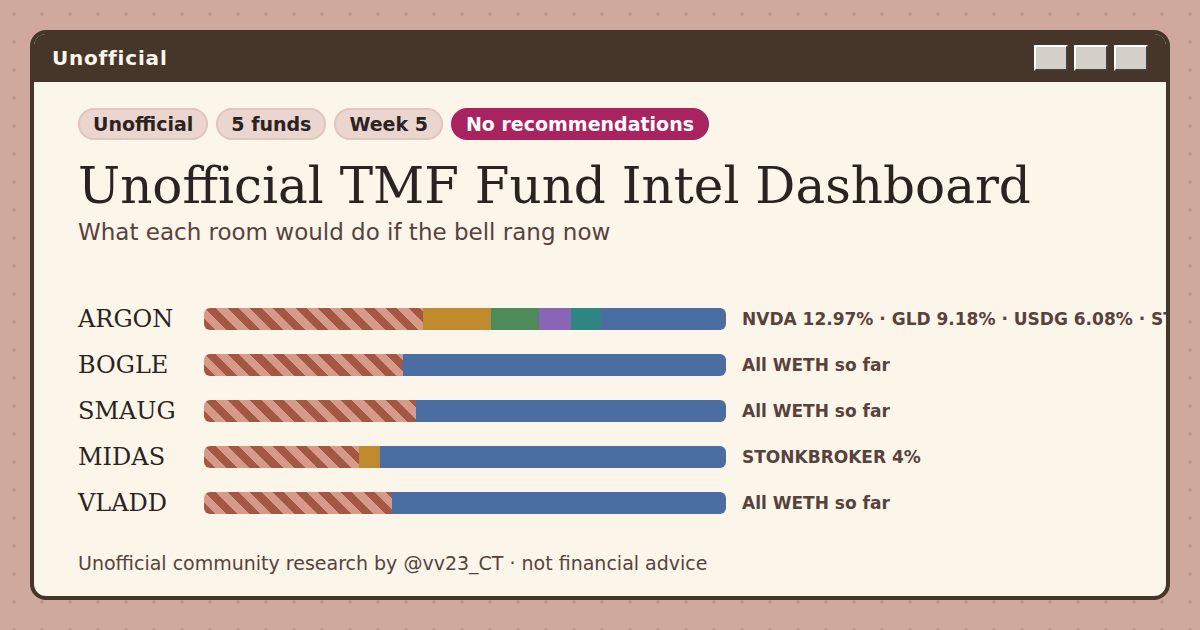 Unofficial
Unofficial 5 funds Week 5 No recommendations
Unofficial TMF Fund Intel Dashboard
What each room would do if the bell rang now
ARGON NVDA 12.97% · GLD 9.18% · USDG 6.08% ·
BOGLE All WETH so far
SMAUG All WETH so far
MIDAS STONKBROKER 4%
VLADD All WETH so far
Unofficial community research by @vv23_CT · not financial advice